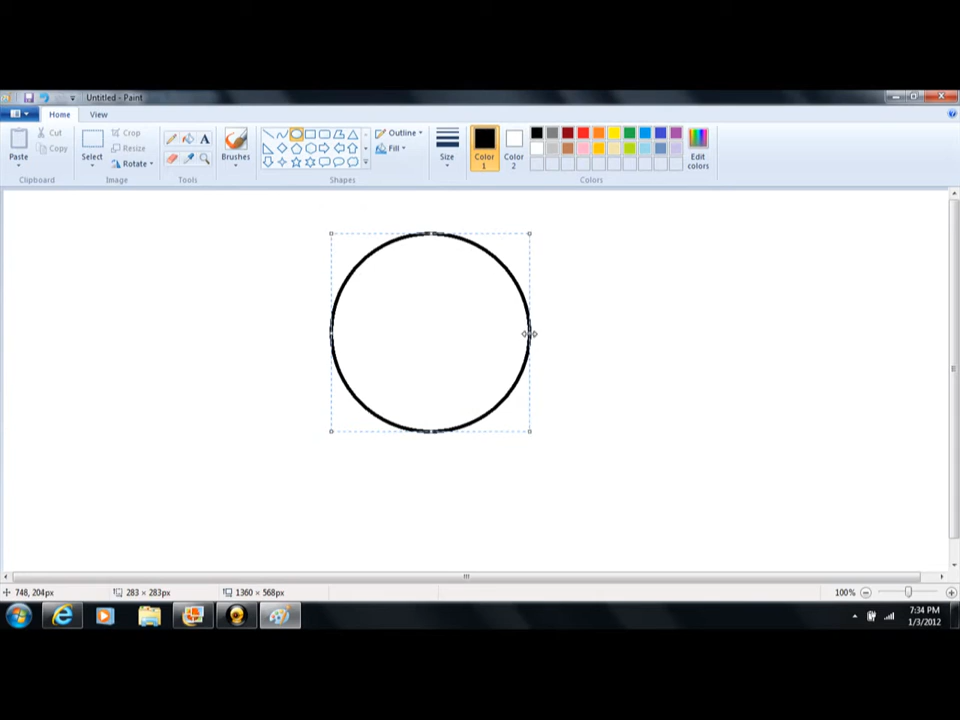 Untitled - Paint
Home View
Cut
Copy
Paste
Clipboard
Select
Crop
Resize
Rotate
Image
A
Tools
Brushes
Shapes
Outline
Fill
Size
Color 1
Color 2
Edit colors
Colors
748, 204px
283 × 283px
1360 × 568px
100%
7:34 PM
1/3/2012